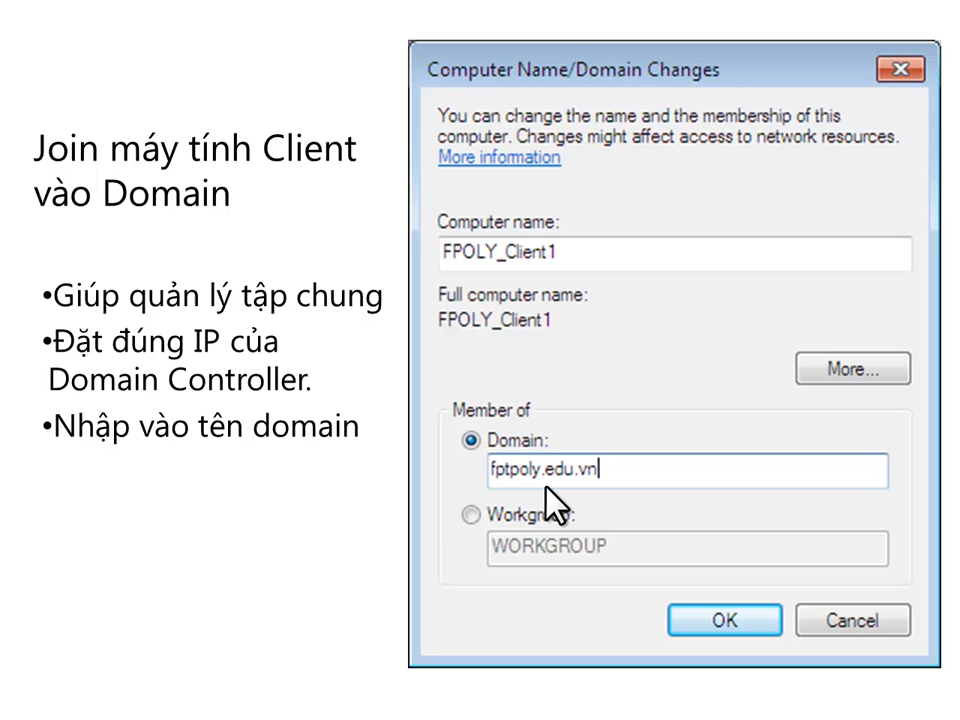 Join máy tính Client
vào Domain
•Giúp quản lý tập chung
•Đặt đúng IP của
Domain Controller.
•Nhập vào tên domain
Computer Name/Domain Changes
You can change the name and the membership of this
computer. Changes might affect access to network resources.
More information
Computer name:
FPOLY_Client1
Full computer name:
FPOLY_Client1
More...
Member of
Domain:
fptpoly.edu.vn
Workgroup:
WORKGROUP
OK
Cancel